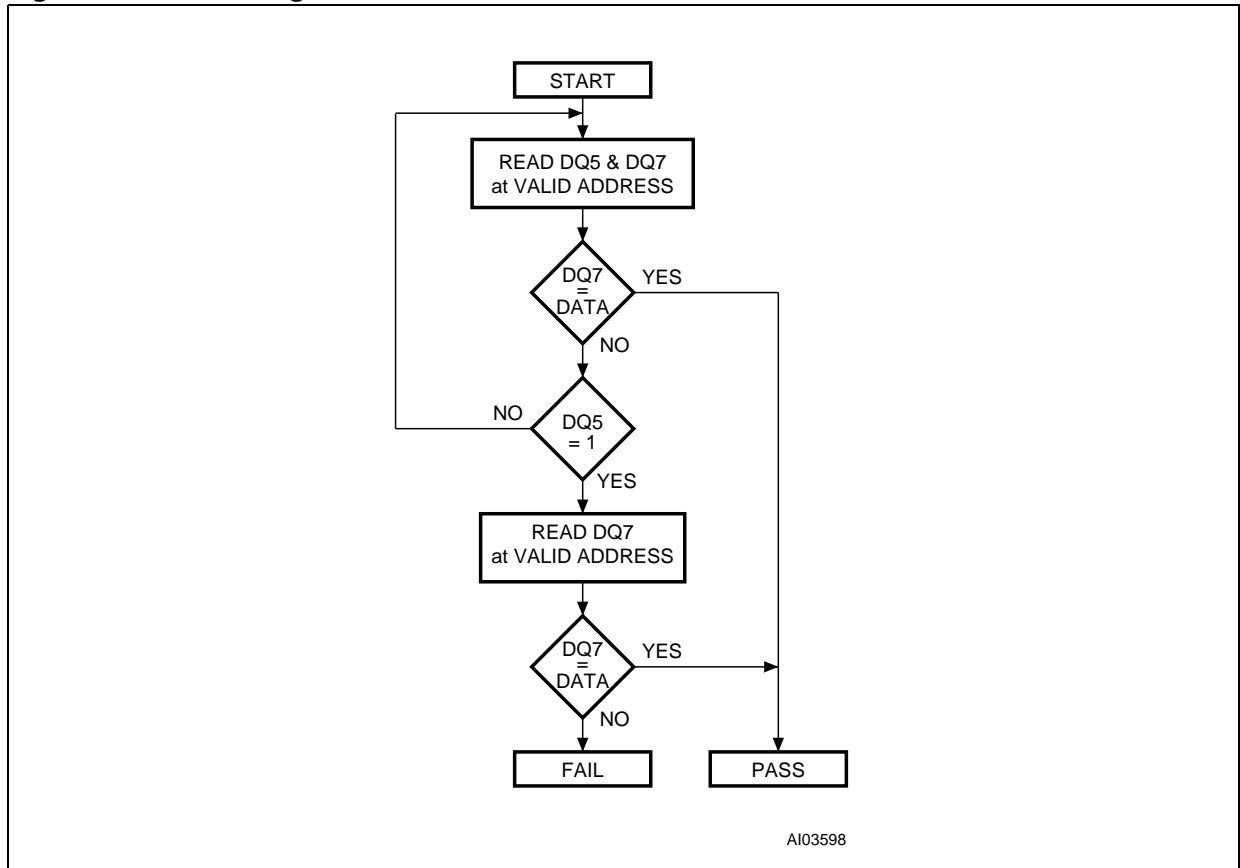 START
READ DQ5 & DQ7
at VALID ADDRESS
DQ7
=
DATA
YES
NO
DQ5
= 1
NO
YES
READ DQ7
at VALID ADDRESS
DQ7
=
DATA
YES
NO
FAIL
PASS
AI03598